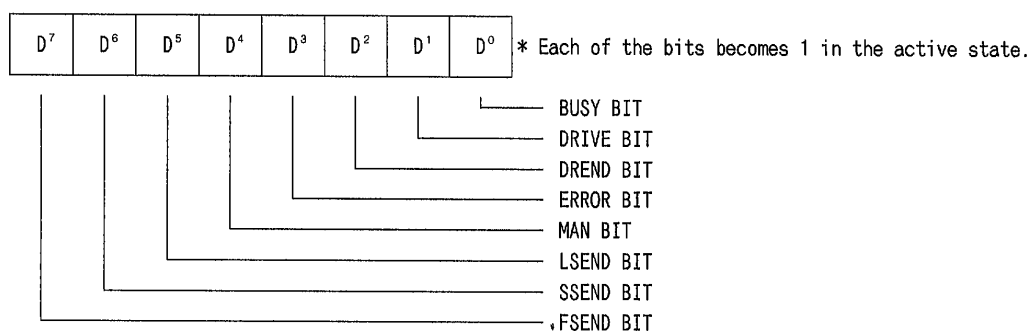 D⁷ D⁶ D⁵ D⁴ D³ D² D¹ D⁰ * Each of the bits becomes 1 in the active state.
BUSY BIT
DRIVE BIT
DREND BIT
ERROR BIT
MAN BIT
LSEND BIT
SSEND BIT
FSEND BIT